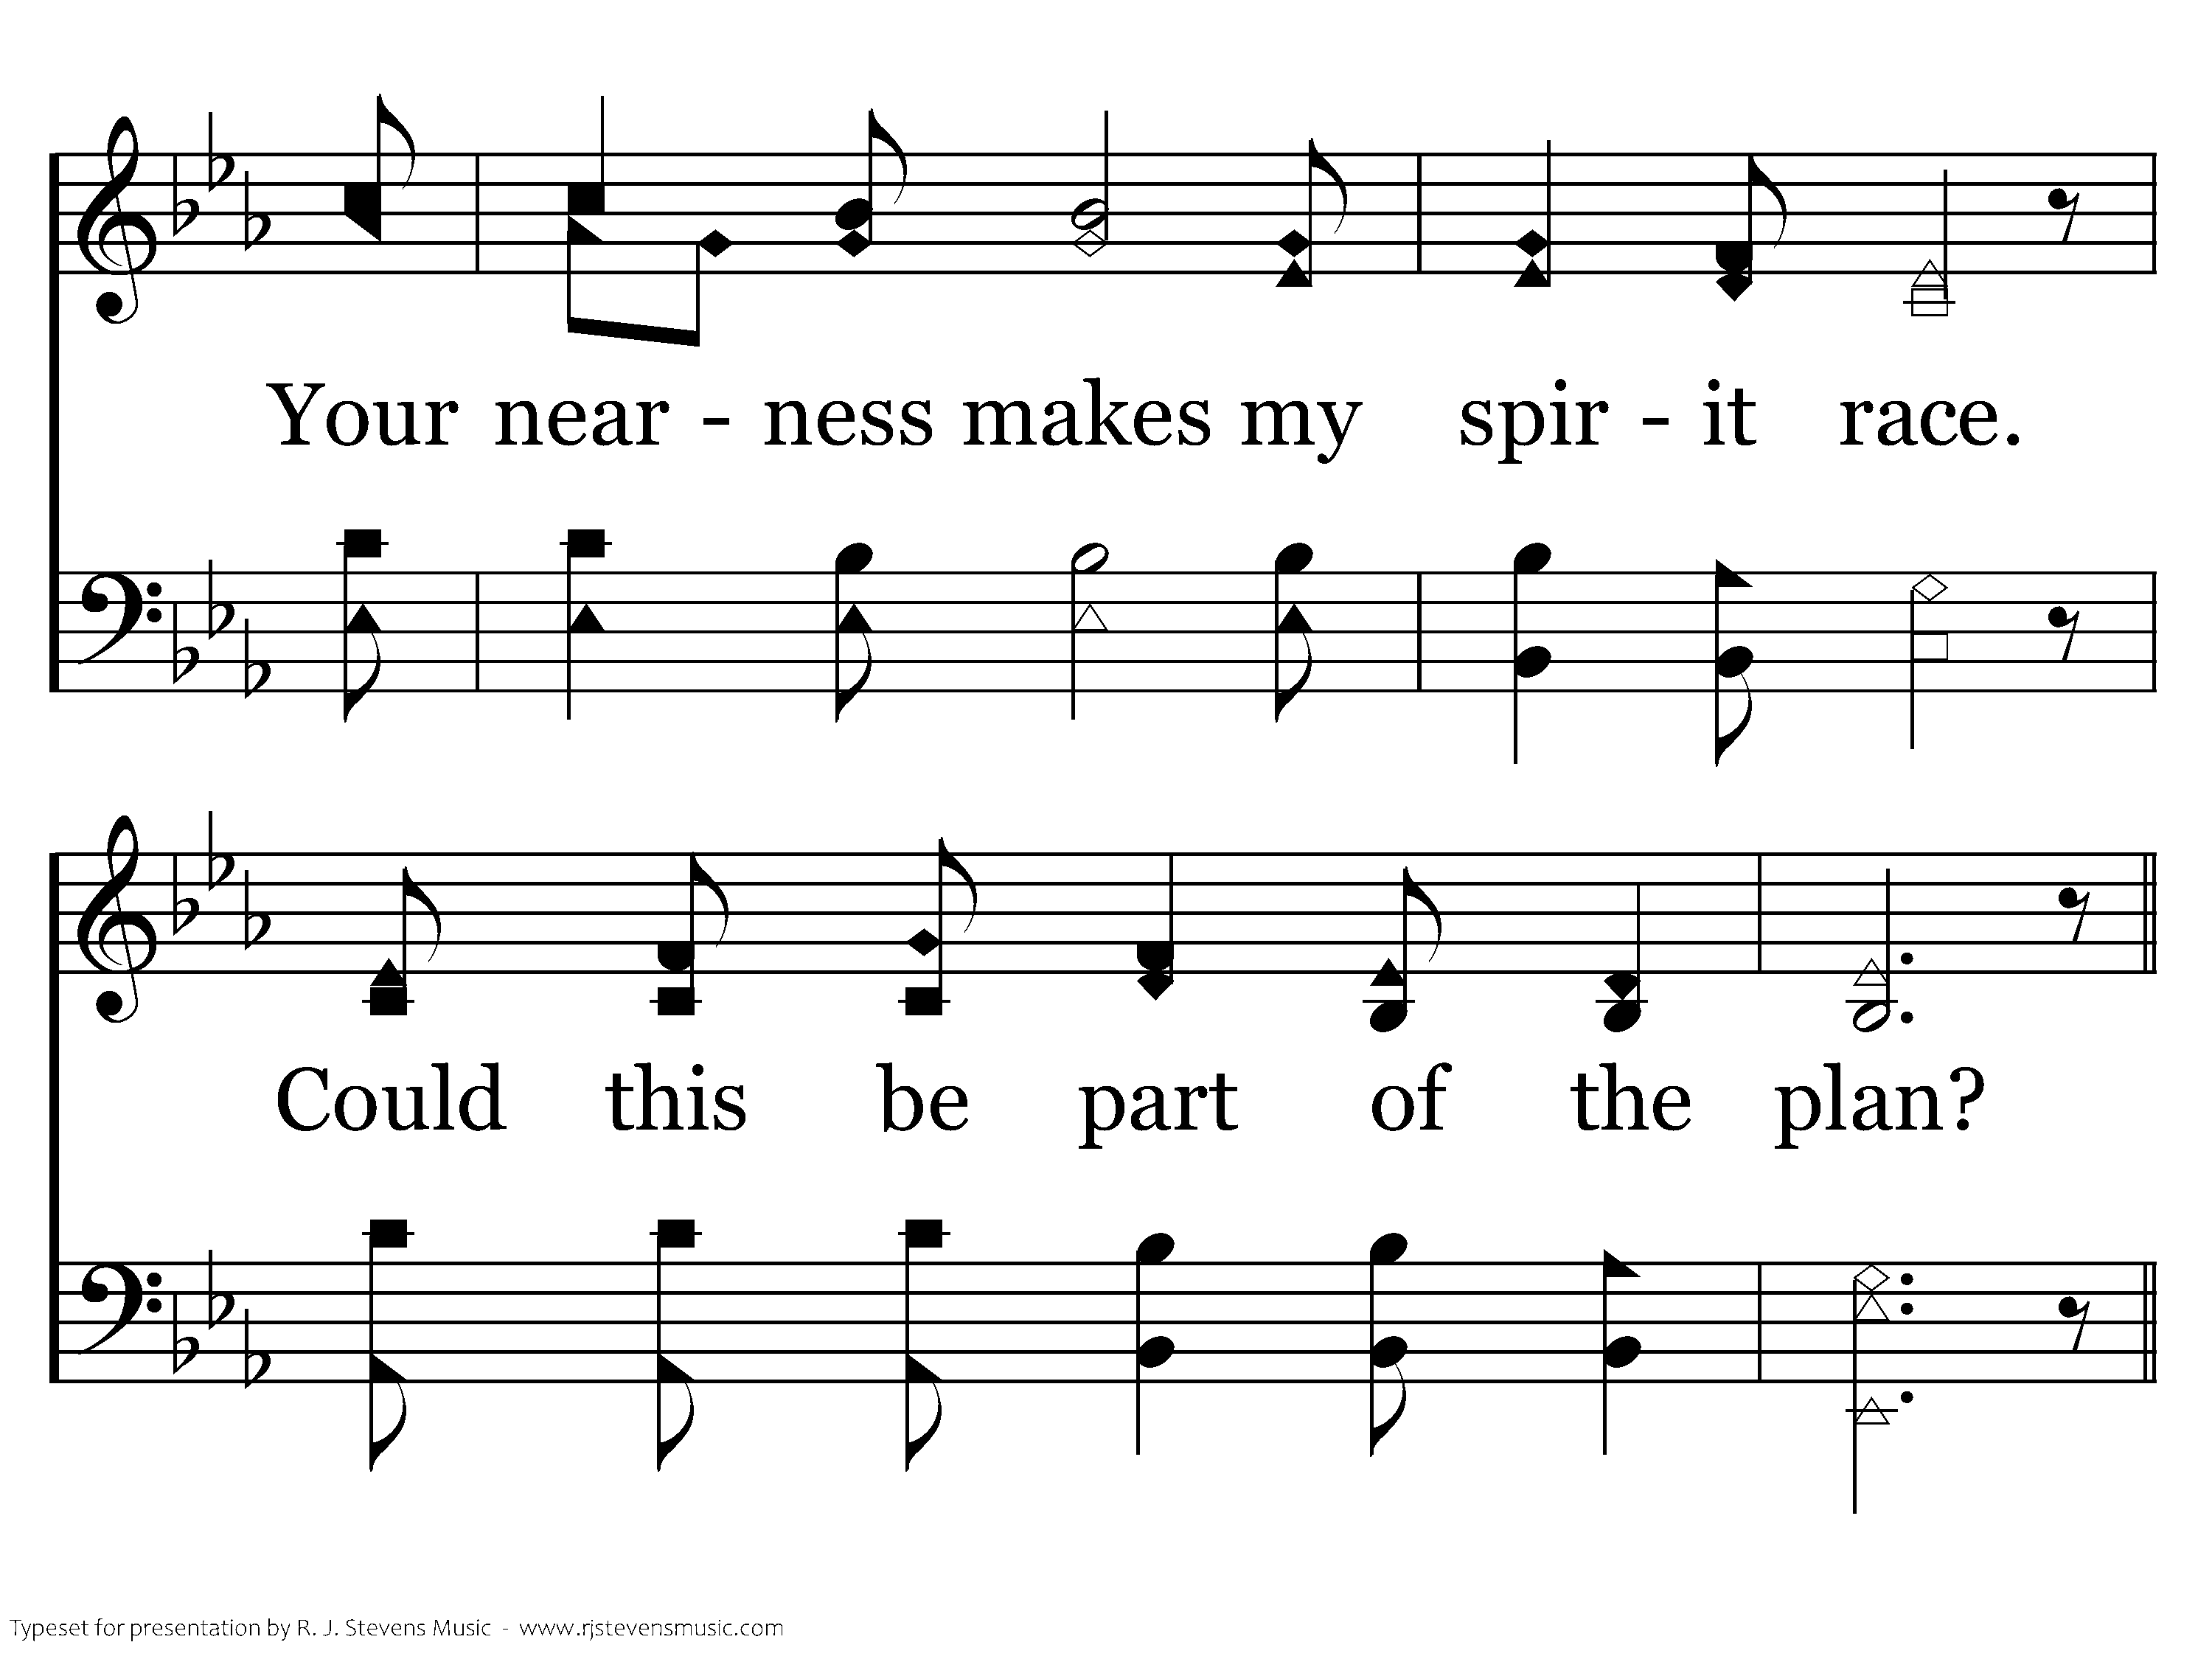 Your near - ness makes my spir - it race.
Could this be part of the plan?
Typeset for presentation by R. J. Stevens Music - www.rjstevensmusic.com